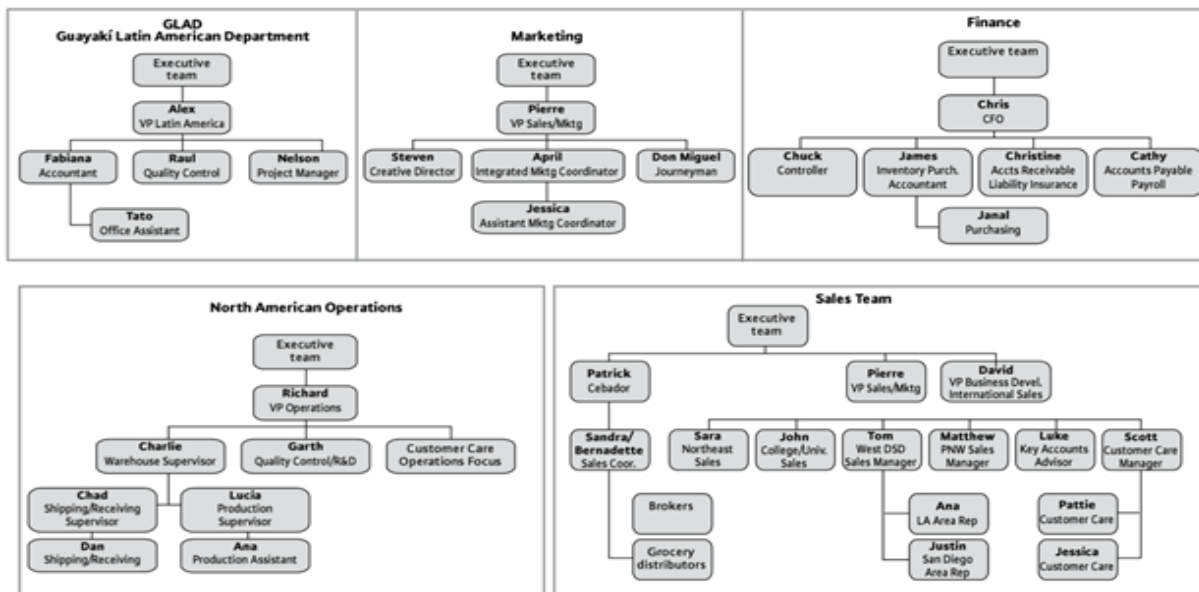 GLAD
Guayakí Latin American Department
Executive
team
Alex
VP Latin America
Fabiana
Accountant
Raul
Quality Control
Nelson
Project Manager
Tato
Office Assistant
Marketing
Executive
team
Pierre
VP Sales/Mktg
Steven
Creative Director
April
Integrated Mktg Coordinator
Don Miguel
Journeyman
Jessica
Assistant Mktg Coordinator
Finance
Executive team
Chris
CFO
Chuck
Controller
James
Inventory Purch.
Accountant
Christine
Accts Receivable
Liability Insurance
Cathy
Accounts Payable
Payroll
Janal
Purchasing
North American Operations
Executive
team
Richard
VP Operations
Charlie
Warehouse Supervisor
Garth
Quality Control/R&D
Customer Care
Operations Focus
Chad
Shipping/Receiving
Supervisor
Lucia
Production
Supervisor
Dan
Shipping/Receiving
Ana
Production Assistant
Sales Team
Executive
team
Patrick
Cebador
Pierre
VP Sales/Mktg
David
VP Business Devel.
International Sales
Sandra/
Bernadette
Sales Coor.
Sara
Northeast
Sales
John
College/Univ.
Sales
Tom
West DSD
Sales Manager
Matthew
PNW Sales
Manager
Luke
Key Accounts
Advisor
Scott
Customer Care
Manager
Brokers
Ana
LA Area Rep
Pattie
Customer Care
Grocery
distributors
Justin
San Diego
Area Rep
Jessica
Customer Care